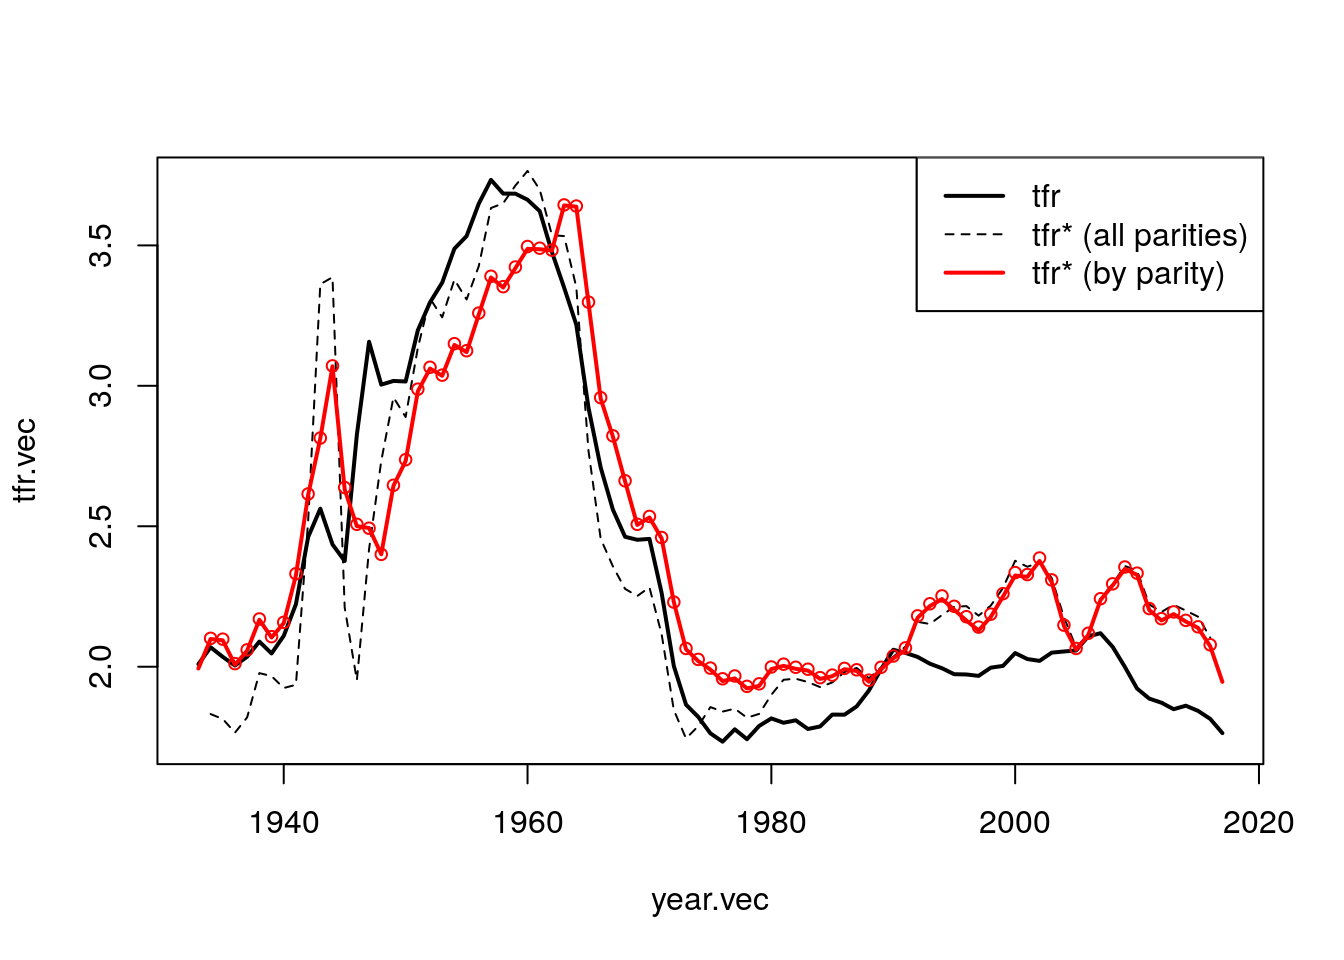 tfr
tfr* (all parities)
tfr* (by parity)
3.5
3.0
2.5
2.0
tfr.vec
1940 1960 1980 2000 2020
year.vec